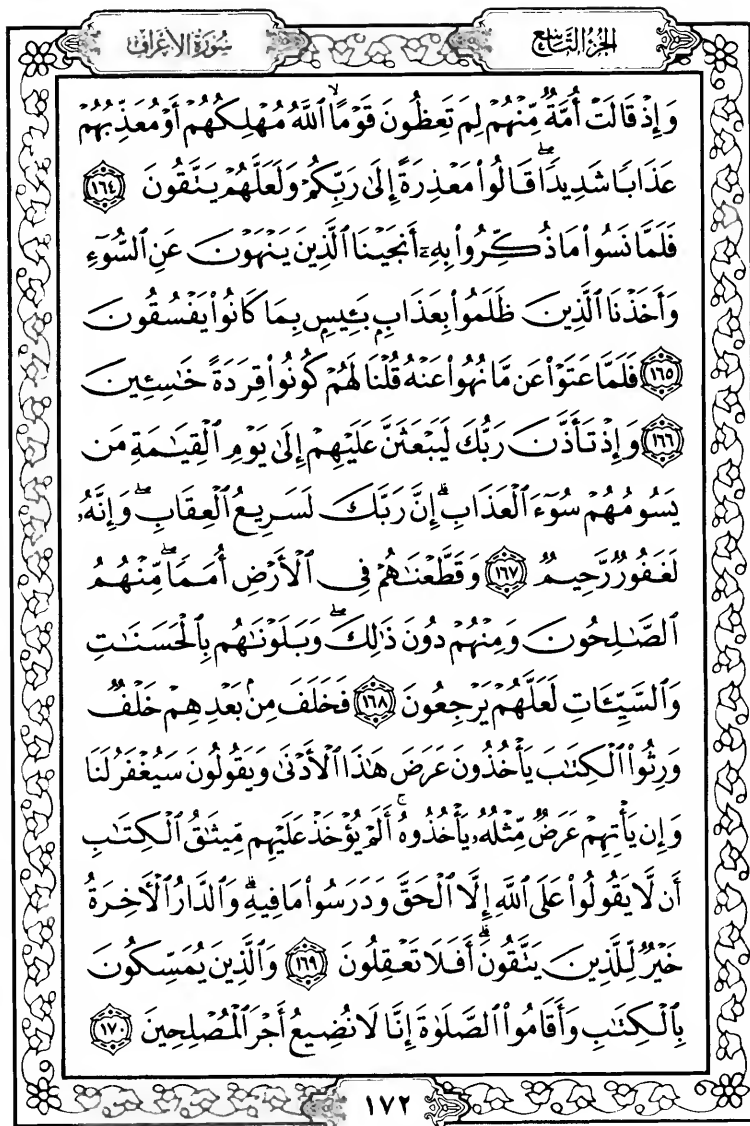 الجزء التاسع
سورة الأعراف
وَإِذْ قَالَتْ أُمَّةٌ مِّنْهُمْ لِمَ تَعِظُونَ قَوْمًا ۙ ٱللَّهُ مُهْلِكُهُمْ أَوْ مُعَذِّبُهُمْ
عَذَابًا شَدِيدًا ۖ قَالُوا۟ مَعْذِرَةً إِلَىٰ رَبِّكُمْ وَلَعَلَّهُمْ يَتَّقُونَ ١٦٤
فَلَمَّا نَسُوا۟ مَا ذُكِّرُوا۟ بِهِۦٓ أَنجَيْنَا ٱلَّذِينَ يَنْهَوْنَ عَنِ ٱلسُّوٓءِ
وَأَخَذْنَا ٱلَّذِينَ ظَلَمُوا۟ بِعَذَابٍۭ بَـِٔيسٍۭ بِمَا كَانُوا۟ يَفْسُقُونَ
١٦٥ فَلَمَّا عَتَوْا۟ عَن مَّا نُهُوا۟ عَنْهُ قُلْنَا لَهُمْ كُونُوا۟ قِرَدَةً خَـٰسِـِٔينَ
١٦٦ وَإِذْ تَأَذَّنَ رَبُّكَ لَيَبْعَثَنَّ عَلَيْهِمْ إِلَىٰ يَوْمِ ٱلْقِيَـٰمَةِ مَن
يَسُومُهُمْ سُوٓءَ ٱلْعَذَابِ ۗ إِنَّ رَبَّكَ لَسَرِيعُ ٱلْعِقَابِ ۖ وَإِنَّهُۥ
لَغَفُورٌ رَّحِيمٌ ١٦٧ وَقَطَّعْنَـٰهُمْ فِى ٱلْأَرْضِ أُمَمًا ۖ مِّنْهُمُ
ٱلصَّـٰلِحُونَ وَمِنْهُمْ دُونَ ذَٰلِكَ ۖ وَبَلَوْنَـٰهُم بِٱلْحَسَنَـٰتِ
وَٱلسَّيِّـَٔاتِ لَعَلَّهُمْ يَرْجِعُونَ ١٦٨ فَخَلَفَ مِنۢ بَعْدِهِمْ خَلْفٌ
وَرِثُوا۟ ٱلْكِتَـٰبَ يَأْخُذُونَ عَرَضَ هَـٰذَا ٱلْأَدْنَىٰ وَيَقُولُونَ سَيُغْفَرُ لَنَا
وَإِن يَأْتِهِمْ عَرَضٌ مِّثْلُهُۥ يَأْخُذُوهُ ۚ أَلَمْ يُؤْخَذْ عَلَيْهِم مِّيثَـٰقُ ٱلْكِتَـٰبِ
أَن لَّا يَقُولُوا۟ عَلَى ٱللَّهِ إِلَّا ٱلْحَقَّ وَدَرَسُوا۟ مَا فِيهِ ۗ وَٱلدَّارُ ٱلْـَٔاخِرَةُ
خَيْرٌ لِّلَّذِينَ يَتَّقُونَ ۗ أَفَلَا تَعْقِلُونَ ١٦٩ وَٱلَّذِينَ يُمَسِّكُونَ
بِٱلْكِتَـٰبِ وَأَقَامُوا۟ ٱلصَّلَوٰةَ إِنَّا لَا نُضِيعُ أَجْرَ ٱلْمُصْلِحِينَ ١٧٠
١٧٢